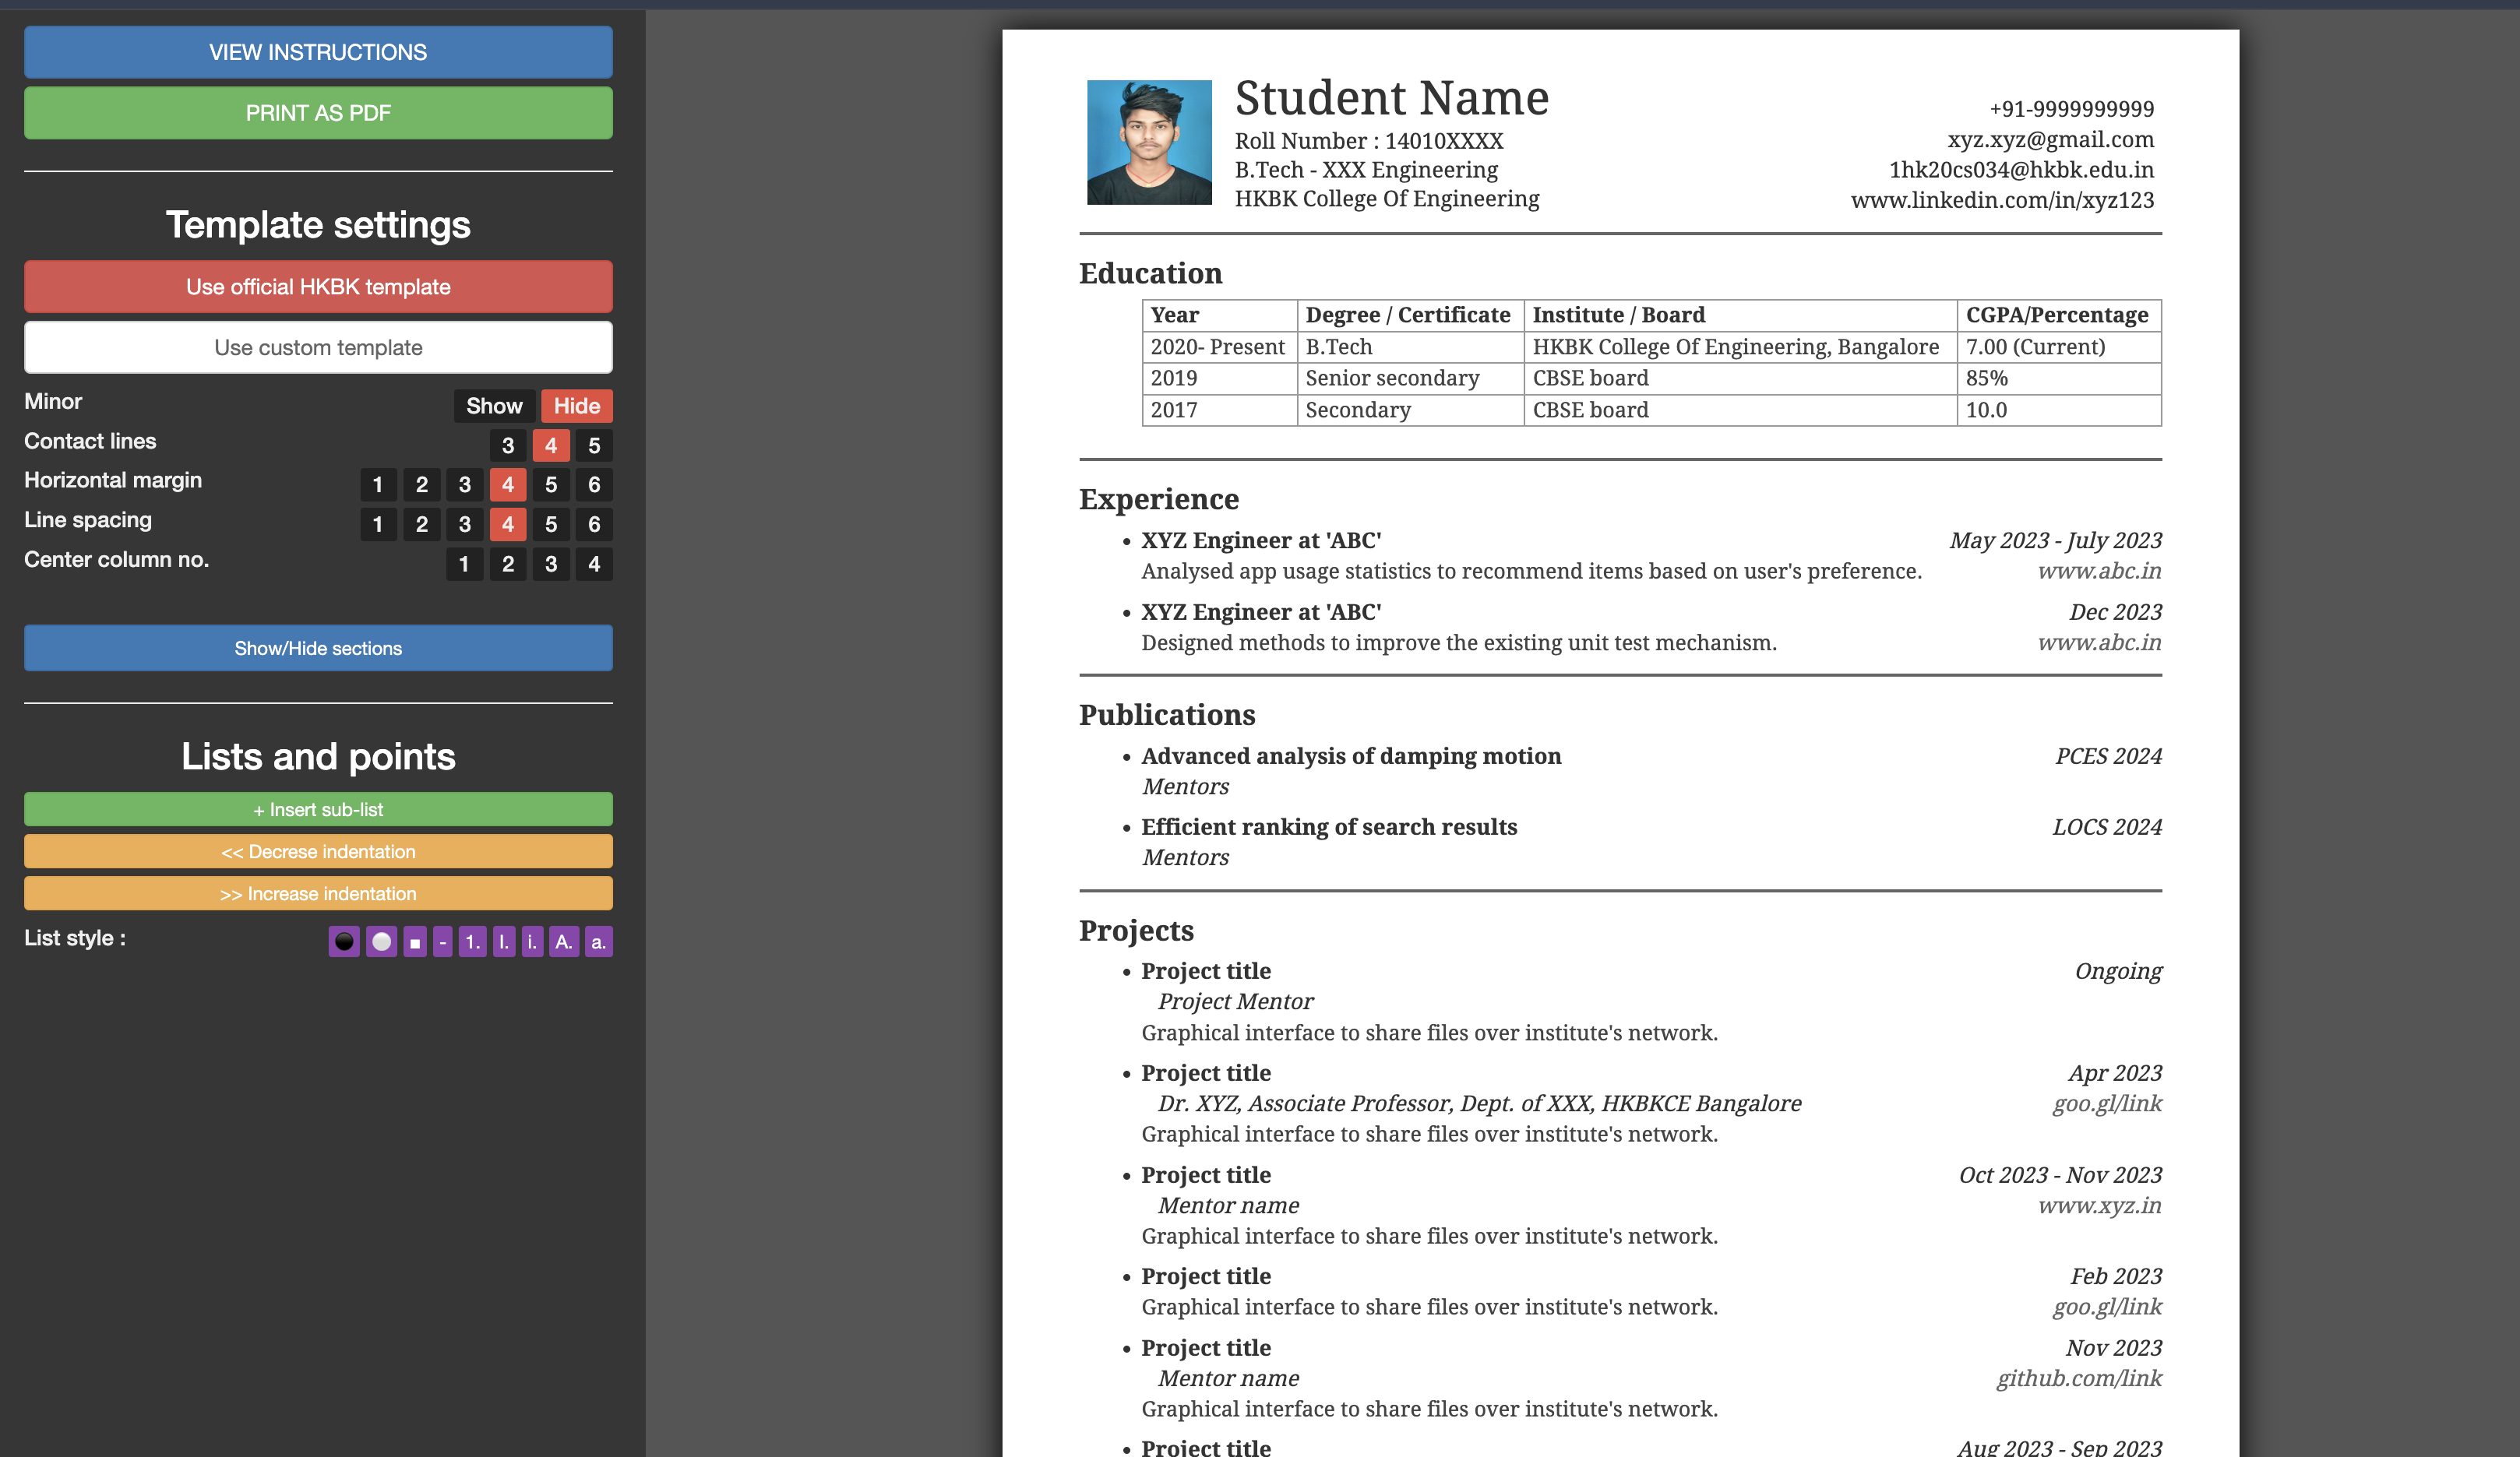 VIEW INSTRUCTIONS
PRINT AS PDF
Template settings
Use official HKBK template
Use custom template
Minor Show Hide
Contact lines 3 4 5
Horizontal margin 1 2 3 4 5 6
Line spacing 1 2 3 4 5 6
Center column no. 1 2 3 4
Show/Hide sections
Lists and points
+ Insert sub-list
<< Decrese indentation
>> Increase indentation
List style : - 1. I. i. A. a.
Student Name
Roll Number : 14010XXXX
B.Tech - XXX Engineering
HKBK College Of Engineering
+91-9999999999
xyz.xyz@gmail.com
1hk20cs034@hkbk.edu.in
www.linkedin.com/in/xyz123
Education
Year Degree / Certificate Institute / Board CGPA/Percentage
2020- Present B.Tech HKBK College Of Engineering, Bangalore 7.00 (Current)
2019 Senior secondary CBSE board 85%
2017 Secondary CBSE board 10.0
Experience
• XYZ Engineer at 'ABC' May 2023 - July 2023
Analysed app usage statistics to recommend items based on user's preference. www.abc.in
• XYZ Engineer at 'ABC' Dec 2023
Designed methods to improve the existing unit test mechanism. www.abc.in
Publications
• Advanced analysis of damping motion PCES 2024
Mentors
• Efficient ranking of search results LOCS 2024
Mentors
Projects
• Project title Ongoing
Project Mentor
Graphical interface to share files over institute's network.
• Project title Apr 2023
Dr. XYZ, Associate Professor, Dept. of XXX, HKBKCE Bangalore goo.gl/link
Graphical interface to share files over institute's network.
• Project title Oct 2023 - Nov 2023
Mentor name www.xyz.in
Graphical interface to share files over institute's network.
• Project title Feb 2023
Graphical interface to share files over institute's network. goo.gl/link
• Project title Nov 2023
Mentor name github.com/link
Graphical interface to share files over institute's network.
• Project title Aug 2023 - Sep 2023